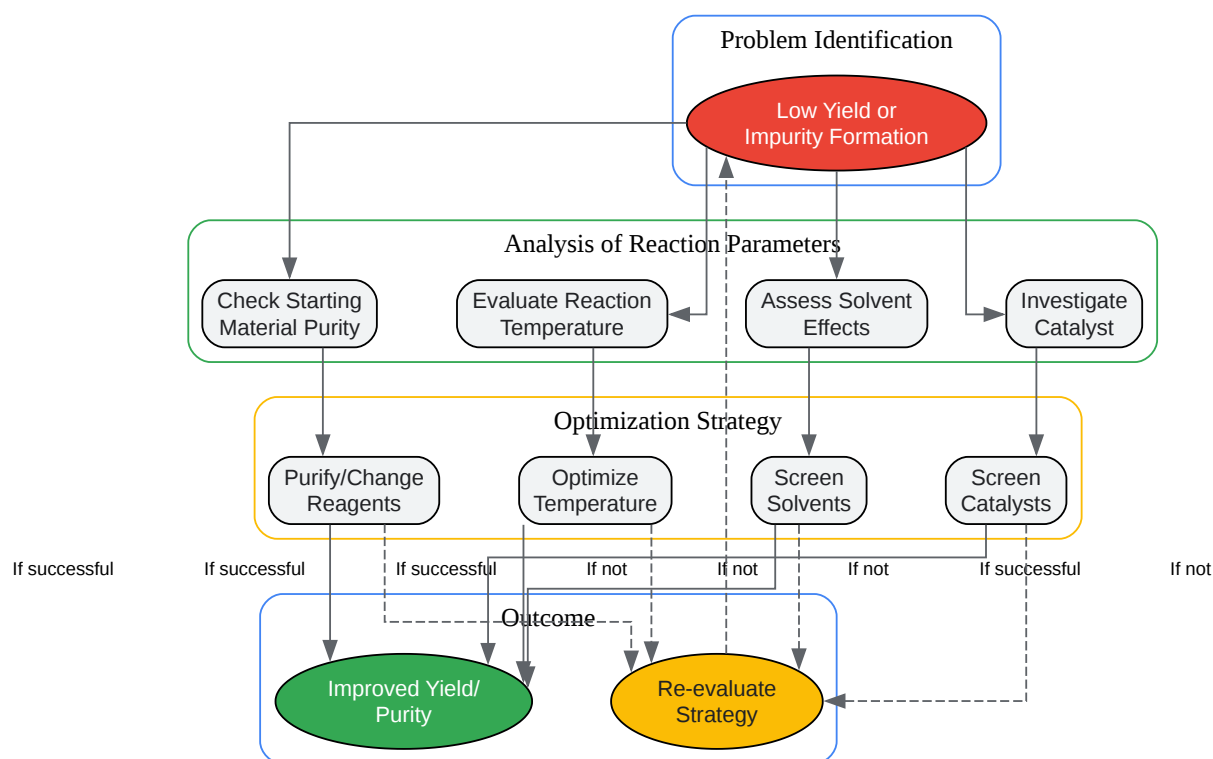 Problem Identification
Low Yield or
Impurity Formation
Analysis of Reaction Parameters
Check Starting
Material Purity
Evaluate Reaction
Temperature
Assess Solvent
Effects
Investigate
Catalyst
Optimization Strategy
Purify/Change
Reagents
Optimize
Temperature
Screen
Solvents
Screen
Catalysts
If successful
If successful
If successful
If not
If not
If not
If successful
If not
Outcome
Improved Yield/
Purity
Re-evaluate
Strategy